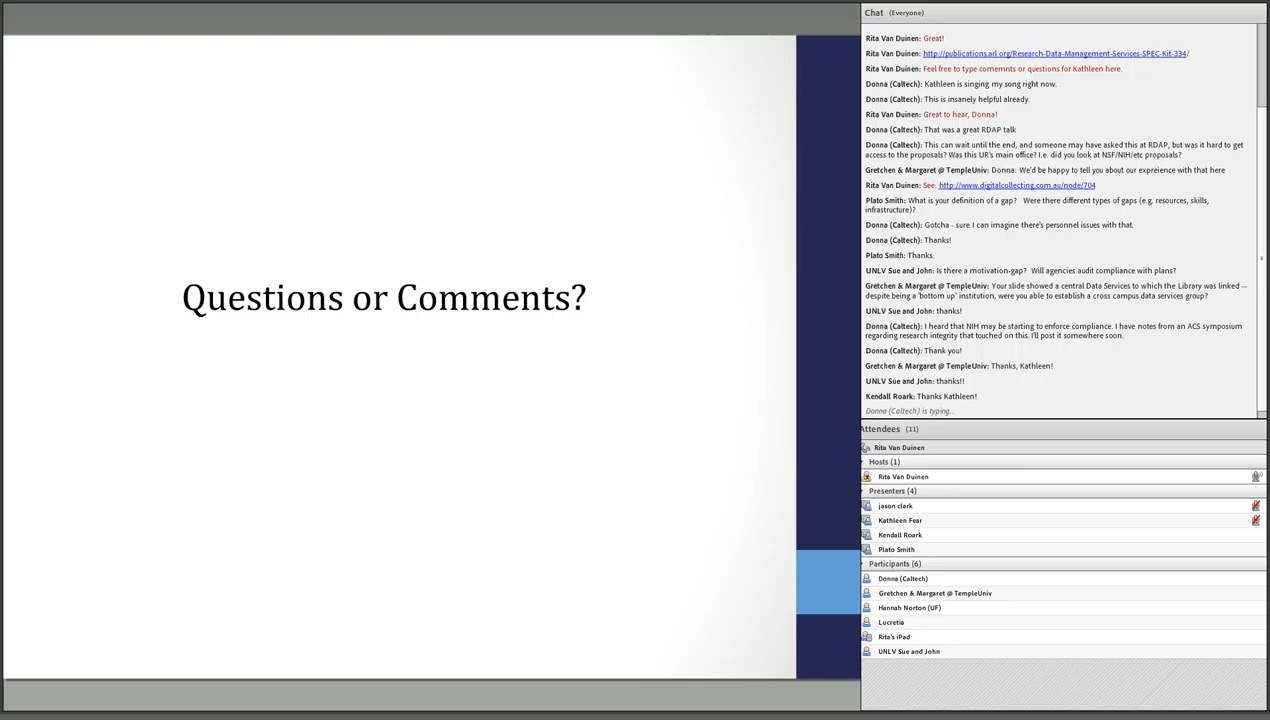 Questions or Comments?
Chat (Everyone)
Rita Van Duinen: Great!
Rita Van Duinen: http://publications.arl.org/Research-Data-Management-Services-SPEC-Kit-334/
Rita Van Duinen: Feel free to type comemnts or questions for Kathleen here.
Donna (Caltech): Kathleen is singing my song right now.
Donna (Caltech): This is insanely helpful already.
Rita Van Duinen: Great to hear, Donna!
Donna (Caltech): That was a great RDAP talk
Donna (Caltech): This can wait until the end, and someone may have asked this at RDAP, but was it hard to get
access to the proposals? Was this UR's main office? I.e. did you look at NSF/NIH/etc proposals?
Gretchen & Margaret @ TempleUniv: Donna: We'd be happy to tell you about our expreience with that here
Rita Van Duinen: See: http://www.digitalcollecting.com.au/node/704
Plato Smith: What is your definition of a gap? Were there different types of gaps (e.g. resources, skills,
infrastructure)?
Donna (Caltech): Gotcha - sure I can imagine there's personnel issues with that.
Donna (Caltech): Thanks!
Plato Smith: Thanks.
UNLV Sue and John: Is there a motivation-gap? Will agencies audit compliance with plans?
Gretchen & Margaret @ TempleUniv: Your slide showed a central Data Services to which the Library was linked --
despite being a 'bottom up' institution, were you able to establish a cross campus data services group?
UNLV Sue and John: thanks!
Donna (Caltech): I heard that NIH may be starting to enforce compliance. I have notes from an ACS symposium
regarding research integrity that touched on this. I'll post it somewhere soon.
Donna (Caltech): Thank you!
Gretchen & Margaret @ TempleUniv: Thanks, Kathleen!
UNLV Sue and John: thanks!!
Kendall Roark: Thanks Kathleen!
Donna (Caltech) is typing...
Attendees (11)
Rita Van Duinen
Hosts (1)
Rita Van Duinen
Presenters (4)
jason clark
Kathleen Fear
Kendall Roark
Plato Smith
Participants (6)
Donna (Caltech)
Gretchen & Margaret @ TempleUniv
Hannah Norton (UF)
Lucretia
Rita's iPad
UNLV Sue and John